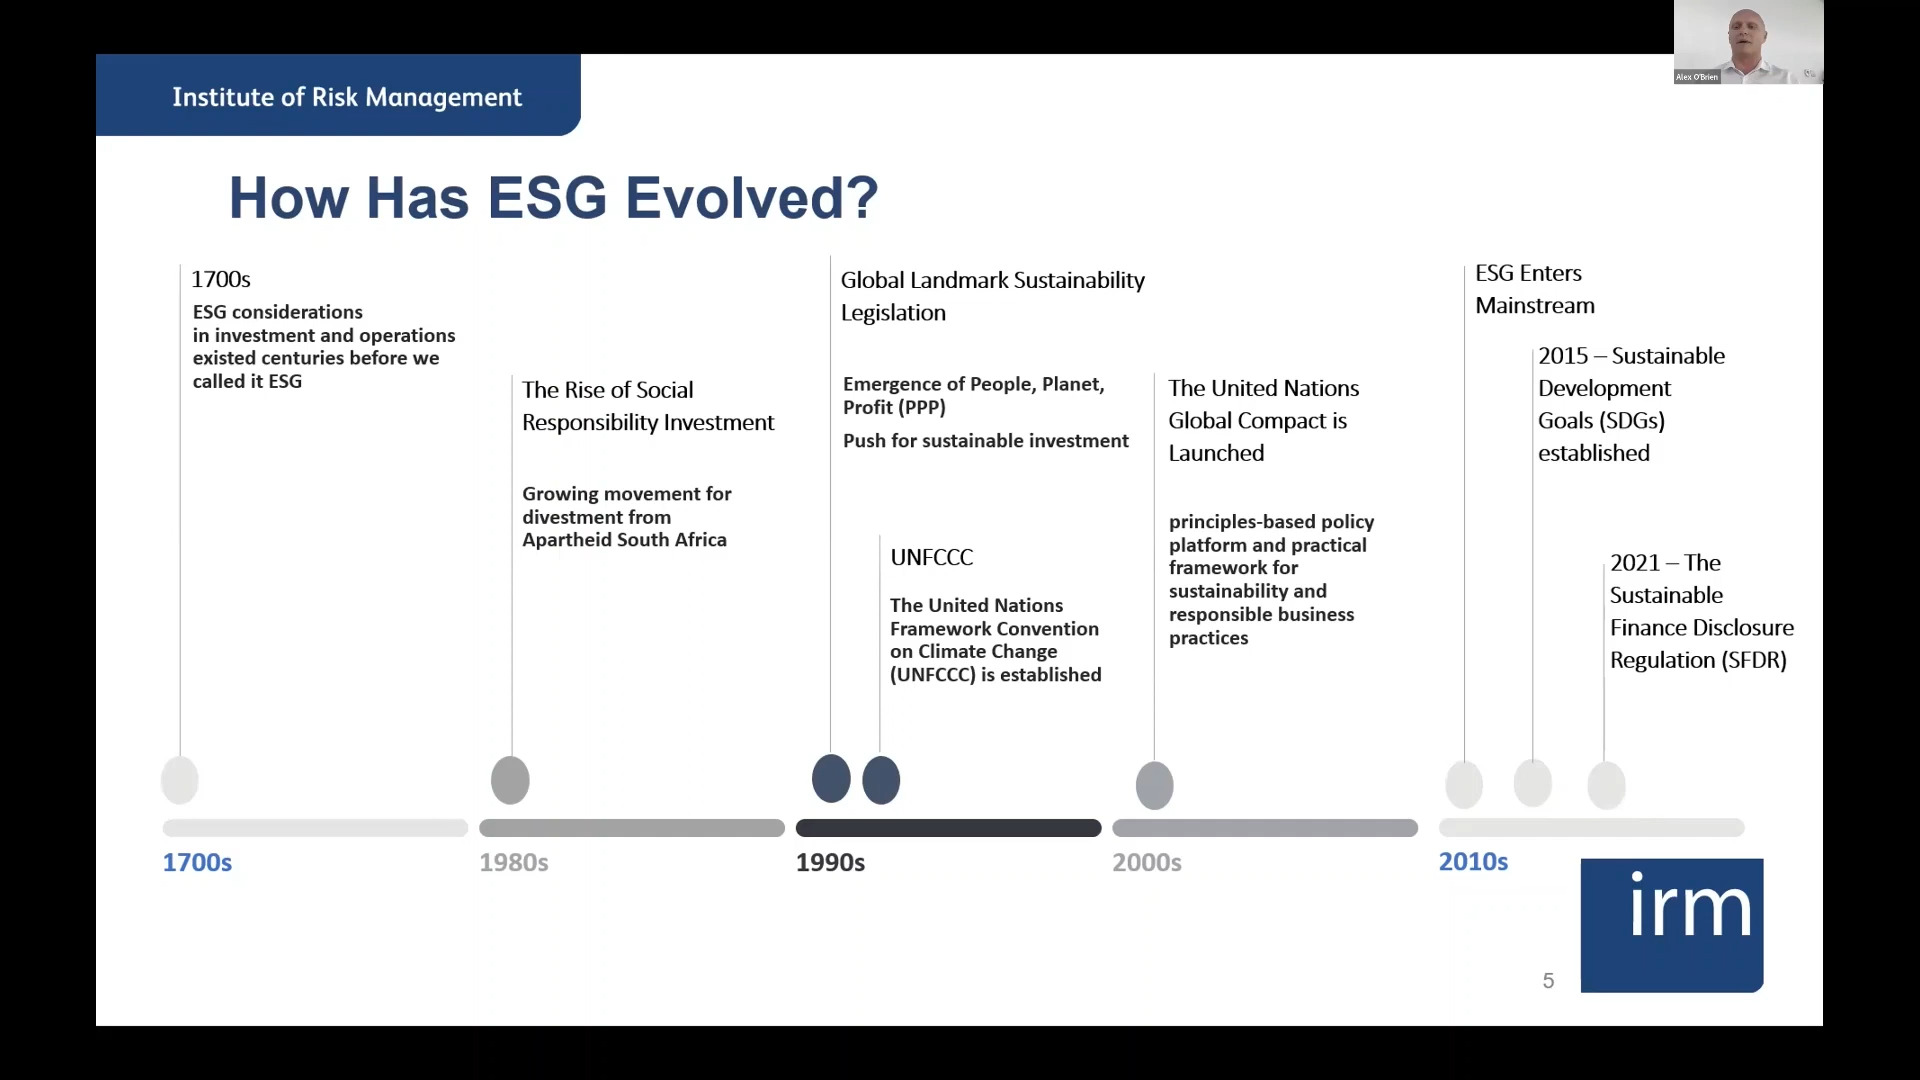 Alex O'Brien
Institute of Risk Management
How Has ESG Evolved?
1700s
ESG considerations
in investment and operations
existed centuries before we
called it ESG
The Rise of Social
Responsibility Investment
Growing movement for
divestment from
Apartheid South Africa
Global Landmark Sustainability
Legislation
Emergence of People, Planet,
Profit (PPP)
Push for sustainable investment
UNFCCC
The United Nations
Framework Convention
on Climate Change
(UNFCCC) is established
The United Nations
Global Compact is
Launched
principles-based policy
platform and practical
framework for
sustainability and
responsible business
practices
ESG Enters
Mainstream
2015 – Sustainable
Development
Goals (SDGs)
established
2021 – The
Sustainable
Finance Disclosure
Regulation (SFDR)
1700s
1980s
1990s
2000s
2010s
irm
5